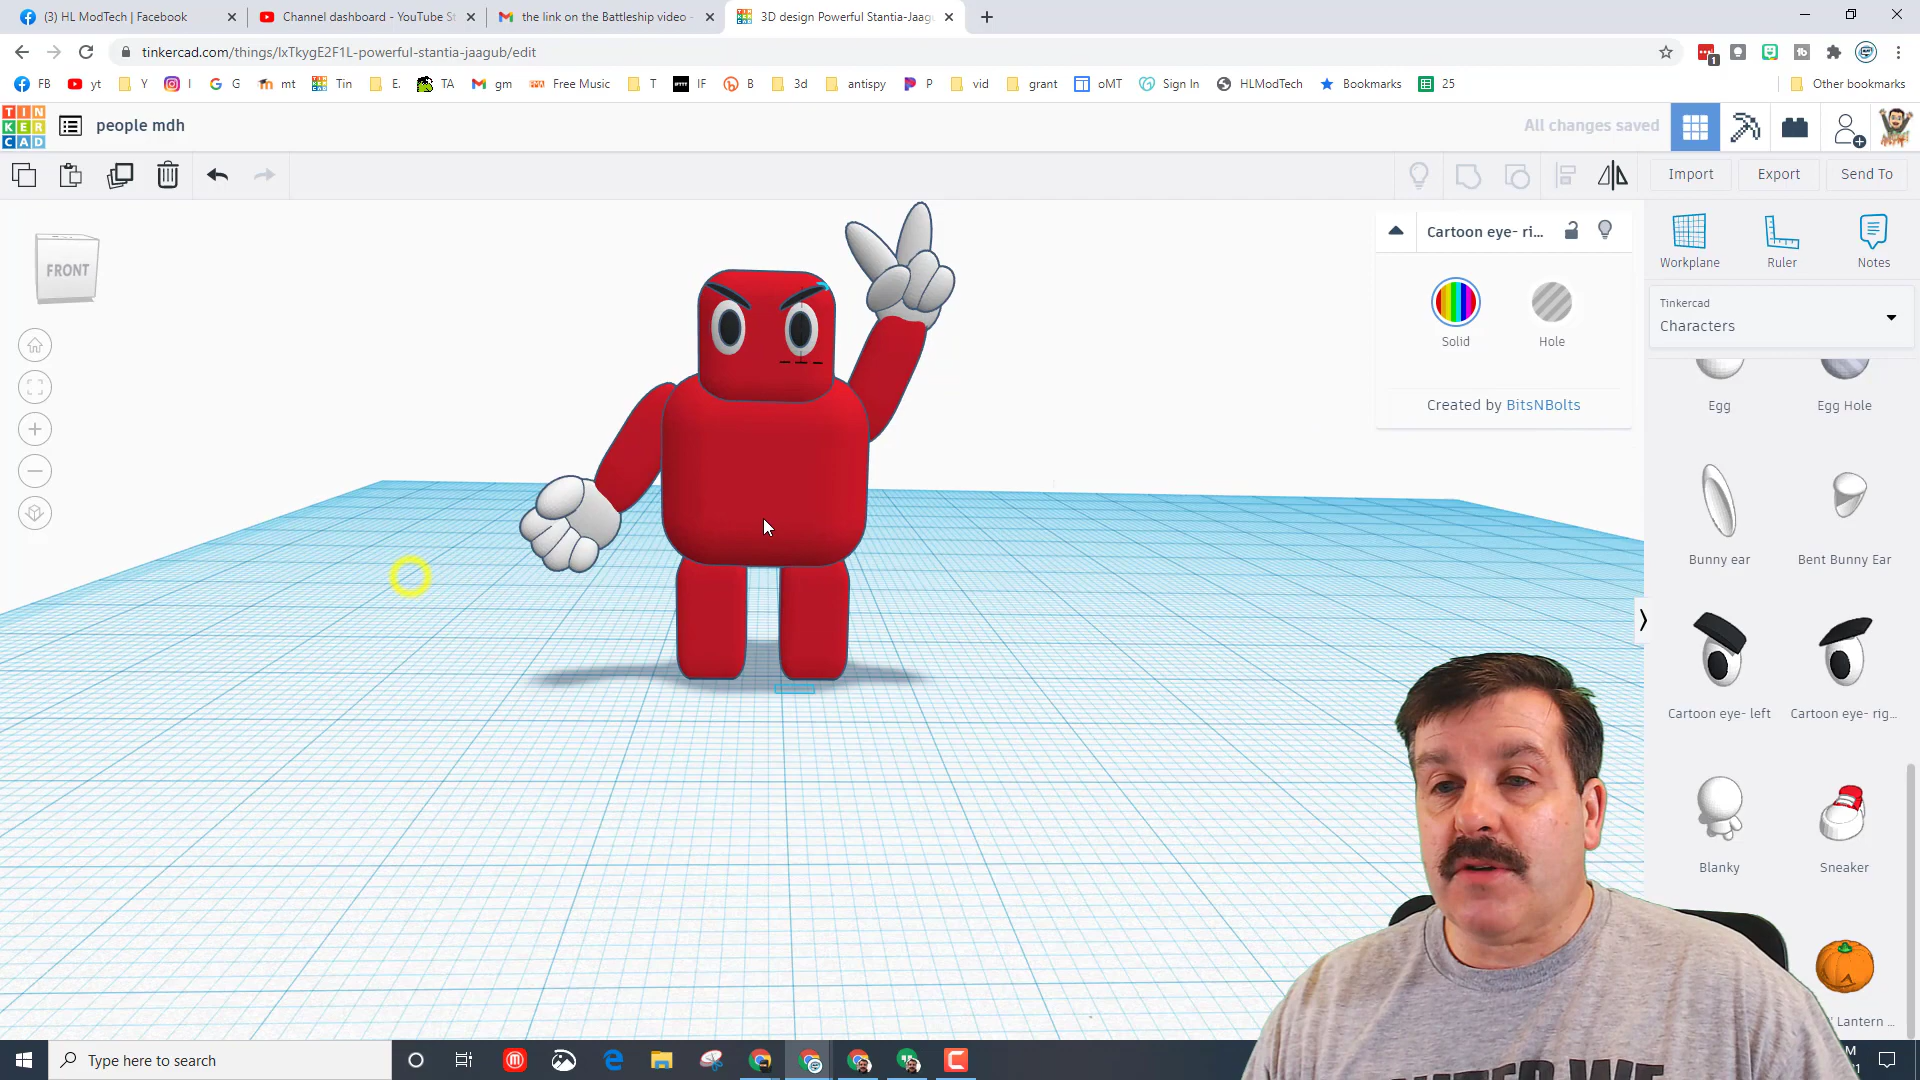 (3) HL ModTech | Facebook
Channel dashboard - YouTube St
the link on the Battleship video -
3D design Powerful Stantia-Jaagu
tinkercad.com/things/lxTkygE2F1L-powerful-stantia-jaagub/edit
1
FB yt Y I G mt Tin E. TA gm Free Music T IF B 3d antispy P vid grant oMT Sign In HLModTech Bookmarks 25 Other bookmarks
TIN
KER
CAD
people mdh
All changes saved
Import
Export
Send To
FRONT
Cartoon eye- ri...
Solid
Hole
Created by BitsNBolts
Workplane
Ruler
Notes
Tinkercad
Characters
Egg
Egg Hole
Bunny ear
Bent Bunny Ear
Cartoon eye- left
Cartoon eye- rig...
Blanky
Sneaker
Lantern ...
Type here to search